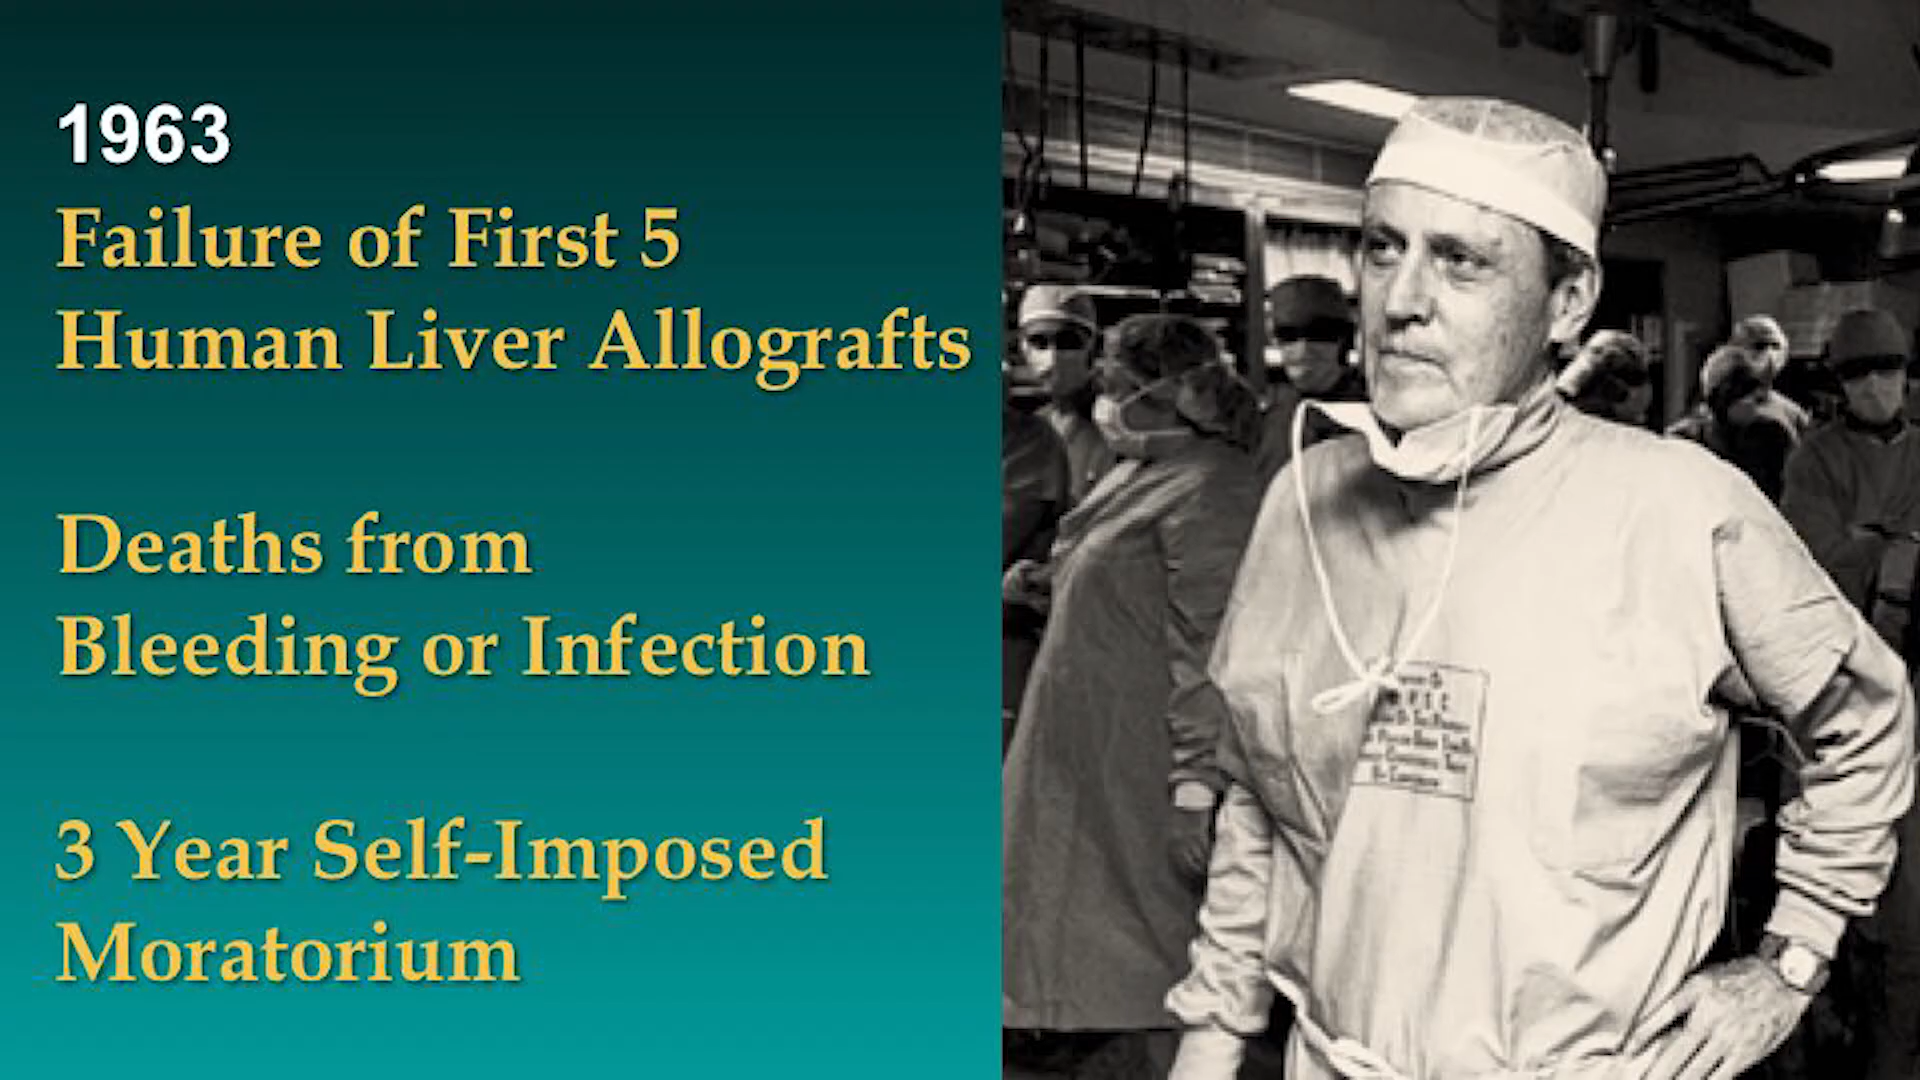 1963
Failure of First 5
Human Liver Allografts
Deaths from
Bleeding or Infection
3 Year Self-Imposed
Moratorium